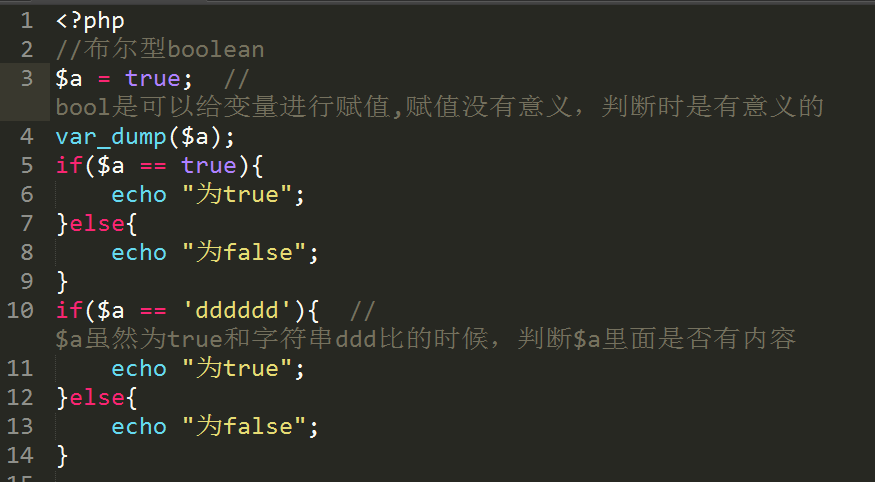 1 <?php
2 //布尔型boolean
3 $a = true;  //
bool是可以给变量进行赋值,赋值没有意义，判断时是有意义的
4 var_dump($a);
5 if($a == true){
6     echo "为true";
7 }else{
8     echo "为false";
9 }
10 if($a == 'dddddd'){  //
$a虽然为true和字符串ddd比的时候，判断$a里面是否有内容
11     echo "为true";
12 }else{
13     echo "为false";
14 }